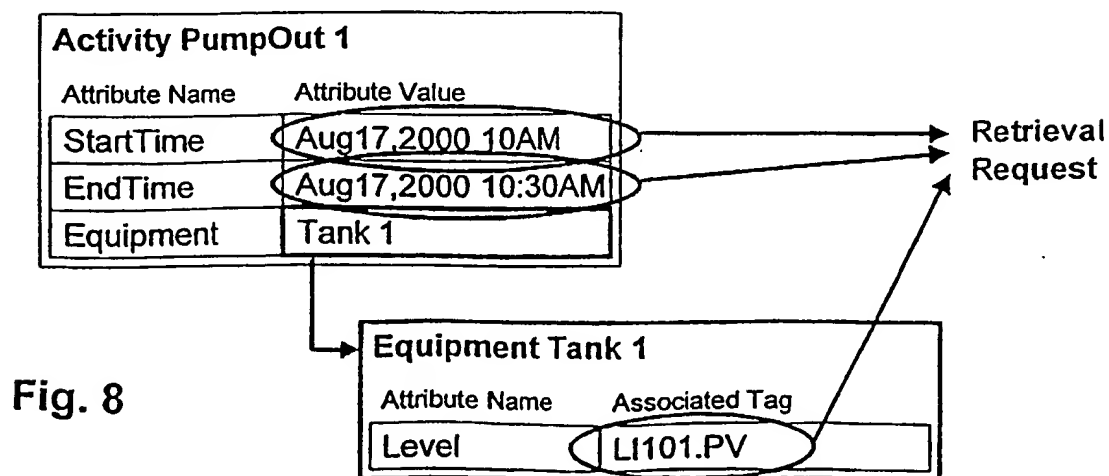 Activity PumpOut 1
Attribute Name Attribute Value
StartTime Aug17,2000 10AM
EndTime Aug17,2000 10:30AM
Equipment Tank 1
Retrieval
Request
Equipment Tank 1
Attribute Name Associated Tag
Level LI101.PV
Fig. 8